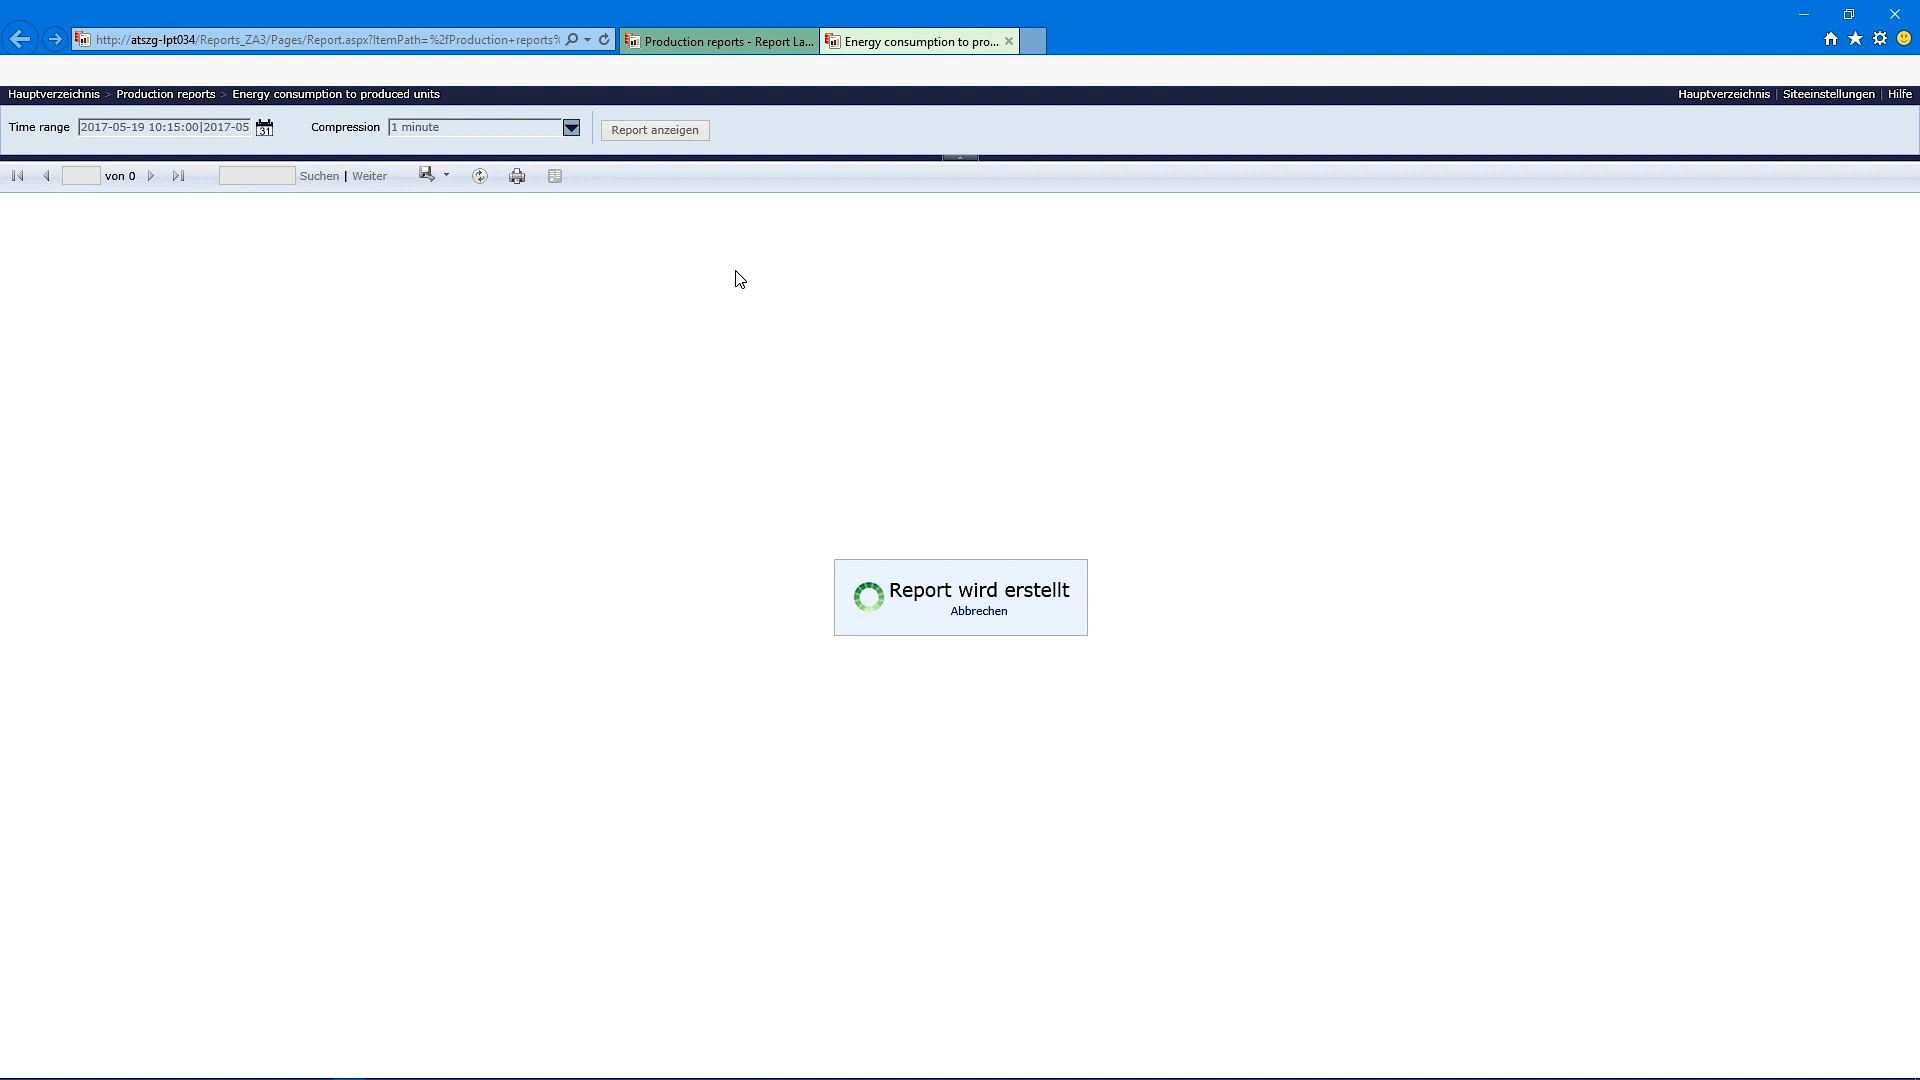 http://atszg-lpt034/Reports_ZA3/Pages/Report.aspx?ItemPath=%2fProduction+reports%
Production reports - Report La...
Energy consumption to pro...
Hauptverzeichnis > Production reports > Energy consumption to produced units
Hauptverzeichnis | Siteeinstellungen | Hilfe
Time range 2017-05-19 10:15:00|2017-05 31 Compression 1 minute Report anzeigen
von 0 Suchen | Weiter
Report wird erstellt
Abbrechen